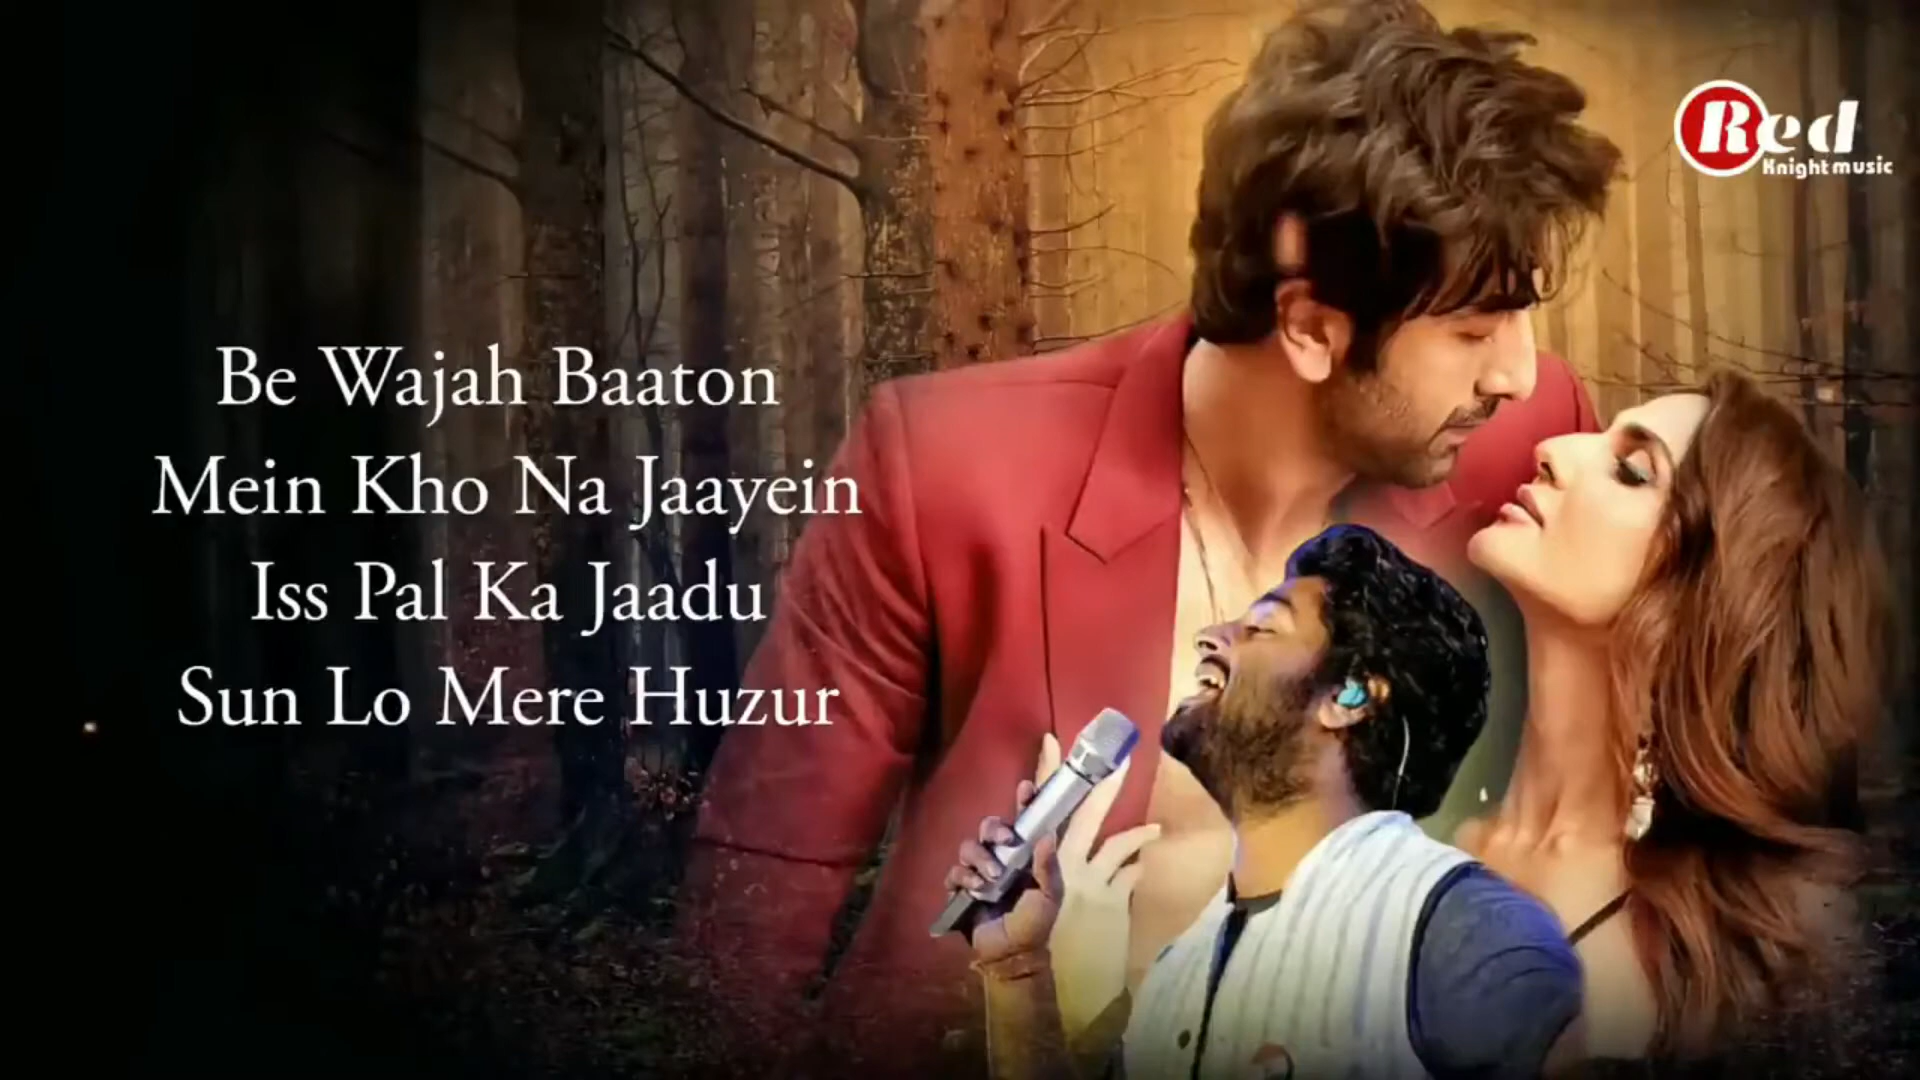 Red
Knight music
Be Wajah Baaton
Mein Kho Na Jaayein
Iss Pal Ka Jaadu
Sun Lo Mere Huzur